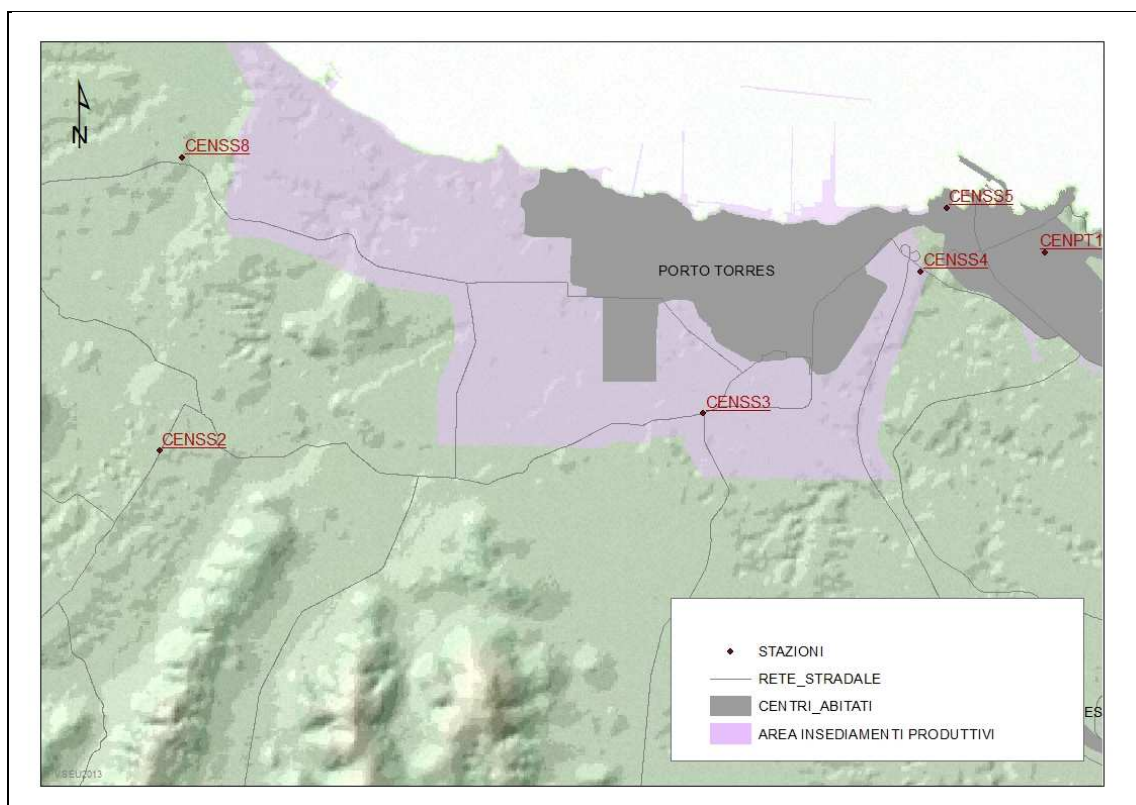 N
CENSS8
CENSS5
CENPT1
CENSS4
PORTO TORRES
CENSS3
CENSS2
STAZIONI
RETE_STRADALE
CENTRI_ABITATI
AREA INSEDIAMENTI PRODUTTIVI
ES